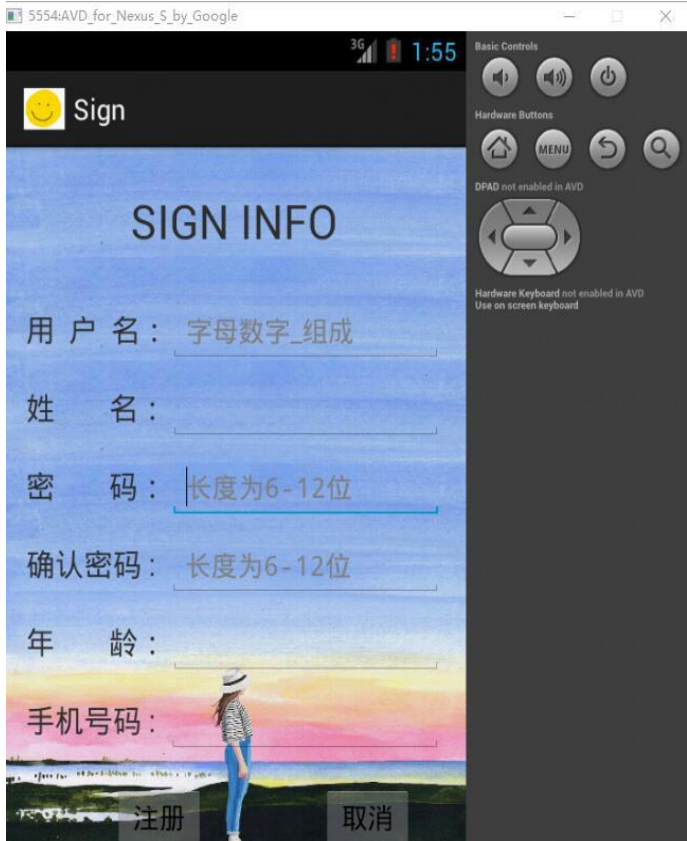 5554:AVD_for_Nexus_S_by_Google
3G 1:55
Sign
SIGN INFO
用 户 名：字母数字_组成
姓 名：
密 码：长度为6-12位
确认密码：长度为6-12位
年 龄：
手机号码：
注册 取消
Basic Controls
Hardware Buttons
MENU
DPAD not enabled in AVD
Hardware Keyboard not enabled in AVD
Use on screen keyboard